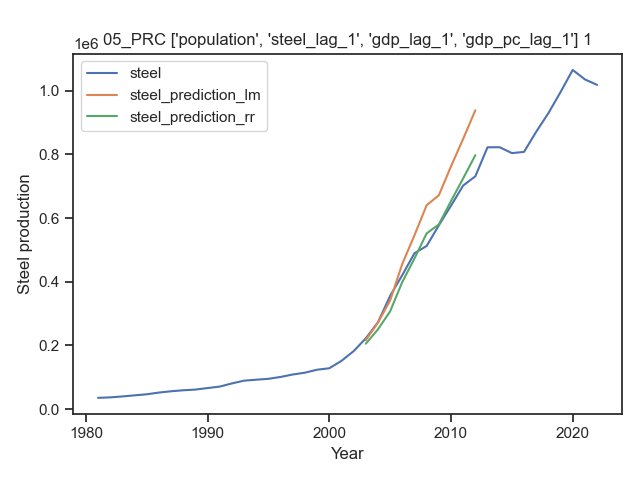 05_PRC ['population', 'steel_lag_1', 'gdp_lag_1', 'gdp_pc_lag_1'] 1
1e6
steel
steel_prediction_lm
steel_prediction_rr
1.0
0.8
0.6
0.4
0.2
0.0
Steel production
1980
1990
2000
2010
2020
Year